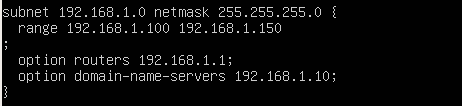 subnet 192.168.1.0 netmask 255.255.255.0 {
  range 192.168.1.100 192.168.1.150
;
  option routers 192.168.1.1;
  option domain-name-servers 192.168.1.10;
}